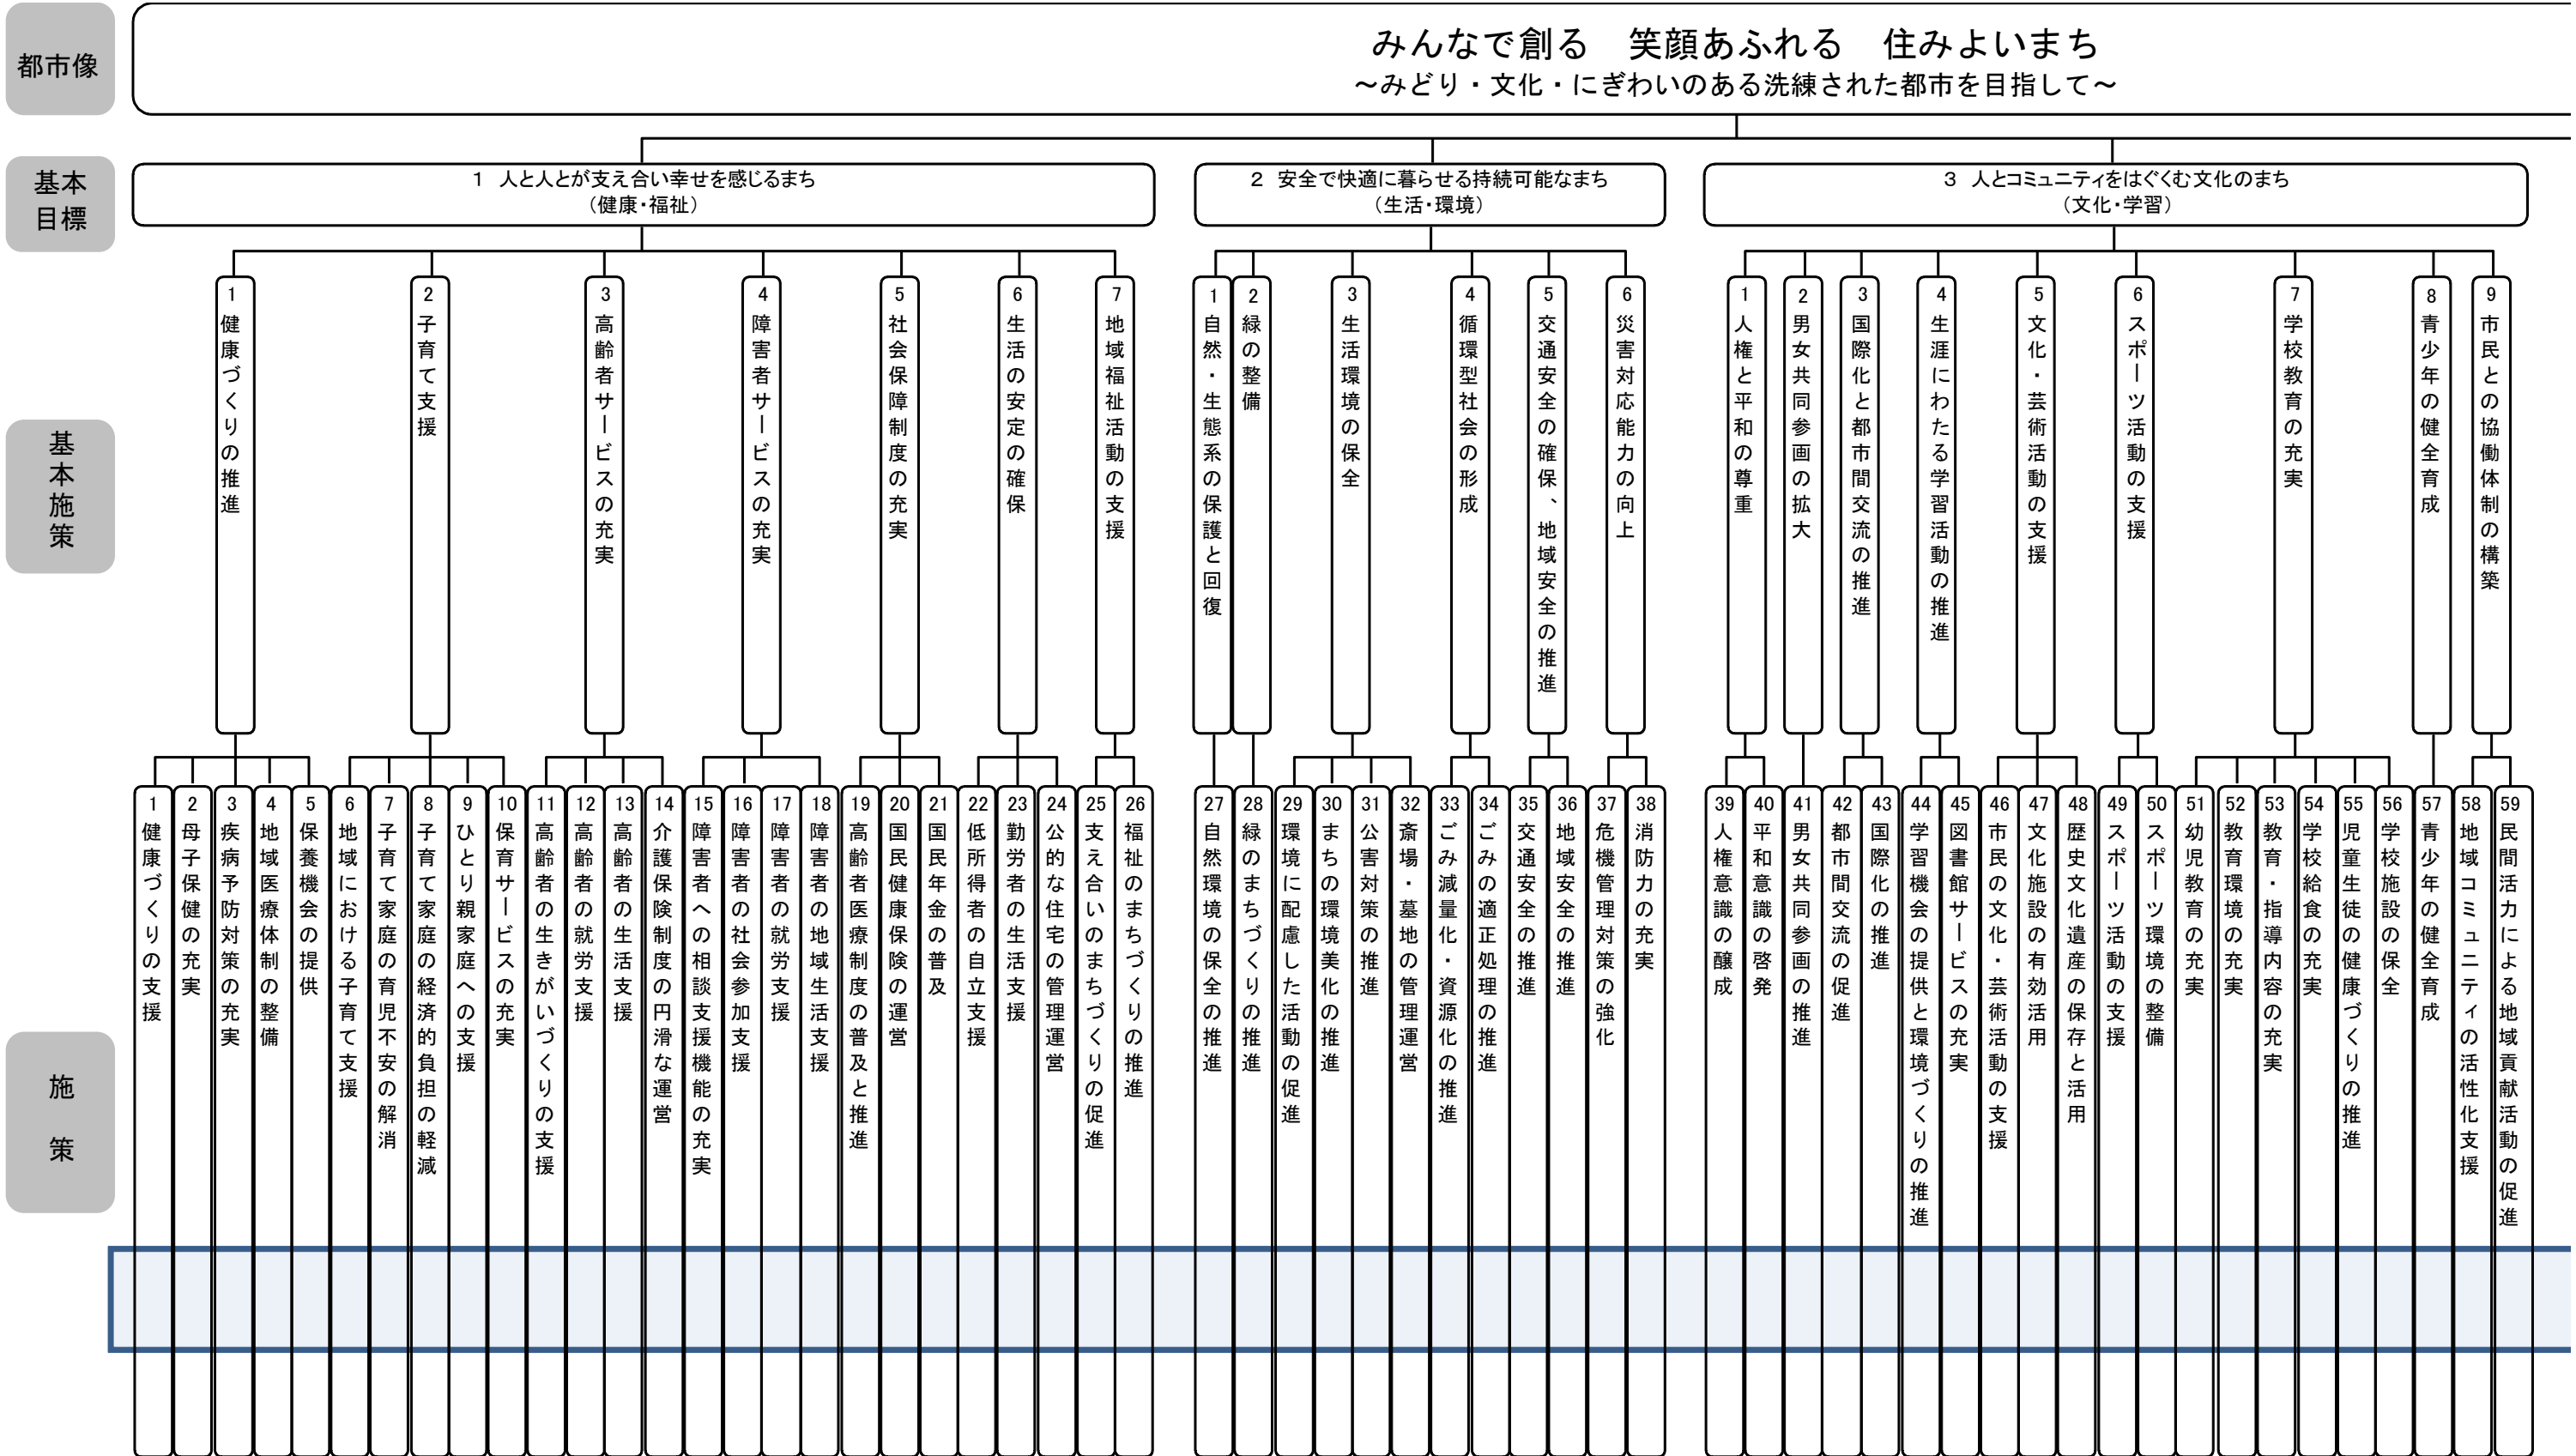 都市像
みんなで創る　笑顔あふれる　住みよいまち
～みどり・文化・にぎわいのある洗練された都市を目指して～
基本
目標
1　人と人とが支え合い幸せを感じるまち
（健康・福祉）
2　安全で快適に暮らせる持続可能なまち
（生活・環境）
3　人とコミュニティをはぐくむ文化のまち
（文化・学習）
基本施策
1 健康づくりの推進
2 子育て支援
3 高齢者サービスの充実
4 障害者サービスの充実
5 社会保障制度の充実
6 生活の安定の確保
7 地域福祉活動の支援
1 自然・生態系の保護と回復
2 緑の整備
3 生活環境の保全
4 循環型社会の形成
5 交通安全の確保、地域安全の推進
6 災害対応能力の向上
1 人権と平和の尊重
2 男女共同参画の拡大
3 国際化と都市間交流の推進
4 生涯にわたる学習活動の推進
5 文化・芸術活動の支援
6 スポーツ活動の支援
7 学校教育の充実
8 青少年の健全育成
9 市民との協働体制の構築
施策
1 健康づくりの支援
2 母子保健の充実
3 疾病予防対策の充実
4 地域医療体制の整備
5 保養機会の提供
6 地域における子育て支援
7 子育て家庭の育児不安の解消
8 子育て家庭の経済的負担の軽減
9 ひとり親家庭への支援
10 保育サービスの充実
11 高齢者の生きがいづくりの支援
12 高齢者の就労支援
13 高齢者の生活支援
14 介護保険制度の円滑な運営
15 障害者への相談支援機能の充実
16 障害者の社会参加支援
17 障害者の就労支援
18 障害者の地域生活支援
19 高齢者医療制度の普及と推進
20 国民健康保険の運営
21 国民年金の普及
22 低所得者の自立支援
23 勤労者の生活支援
24 公的な住宅の管理運営
25 支え合いのまちづくりの促進
26 福祉のまちづくりの推進
27 自然環境の保全の推進
28 緑のまちづくりの推進
29 環境に配慮した活動の促進
30 まちの環境美化の推進
31 公害対策の推進
32 斎場・墓地の管理運営
33 ごみ減量化・資源化の推進
34 ごみの適正処理の推進
35 交通安全の推進
36 地域安全の推進
37 危機管理対策の強化
38 消防力の充実
39 人権意識の醸成
40 平和意識の啓発
41 男女共同参画の推進
42 都市間交流の促進
43 国際化の推進
44 学習機会の提供と環境づくりの推進
45 図書館サービスの充実
46 市民の文化・芸術活動の支援
47 文化施設の有効活用
48 歴史文化遺産の保存と活用
49 スポーツ活動の支援
50 スポーツ環境の整備
51 幼児教育の充実
52 教育環境の充実
53 教育・指導内容の充実
54 学校給食の充実
55 児童生徒の健康づくりの推進
56 学校施設の保全
57 青少年の健全育成
58 地域コミュニティの活性化支援
59 民間活力による地域貢献活動の促進